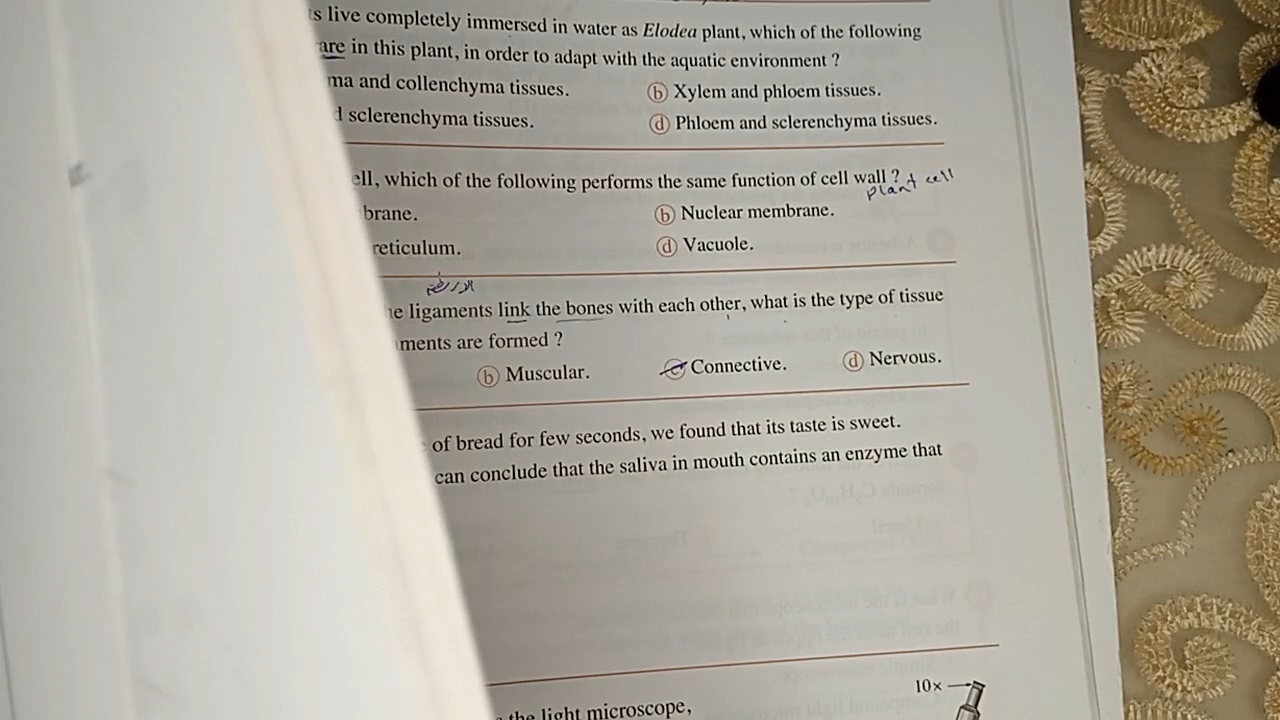 s live completely immersed in water as Elodea plant, which of the following
are in this plant, in order to adapt with the aquatic environment ?
ma and collenchyma tissues.
ⓑ Xylem and phloem tissues.
d sclerenchyma tissues.
ⓓ Phloem and sclerenchyma tissues.
ell, which of the following performs the same function of cell wall ?
plant cell
brane.
ⓑ Nuclear membrane.
reticulum.
ⓓ Vacuole.
e ligaments link the bones with each other, what is the type of tissue
ments are formed ?
ⓑ Muscular.
ⓒ Connective.
ⓓ Nervous.
of bread for few seconds, we found that its taste is sweet.
can conclude that the saliva in mouth contains an enzyme that
the light microscope,
10×